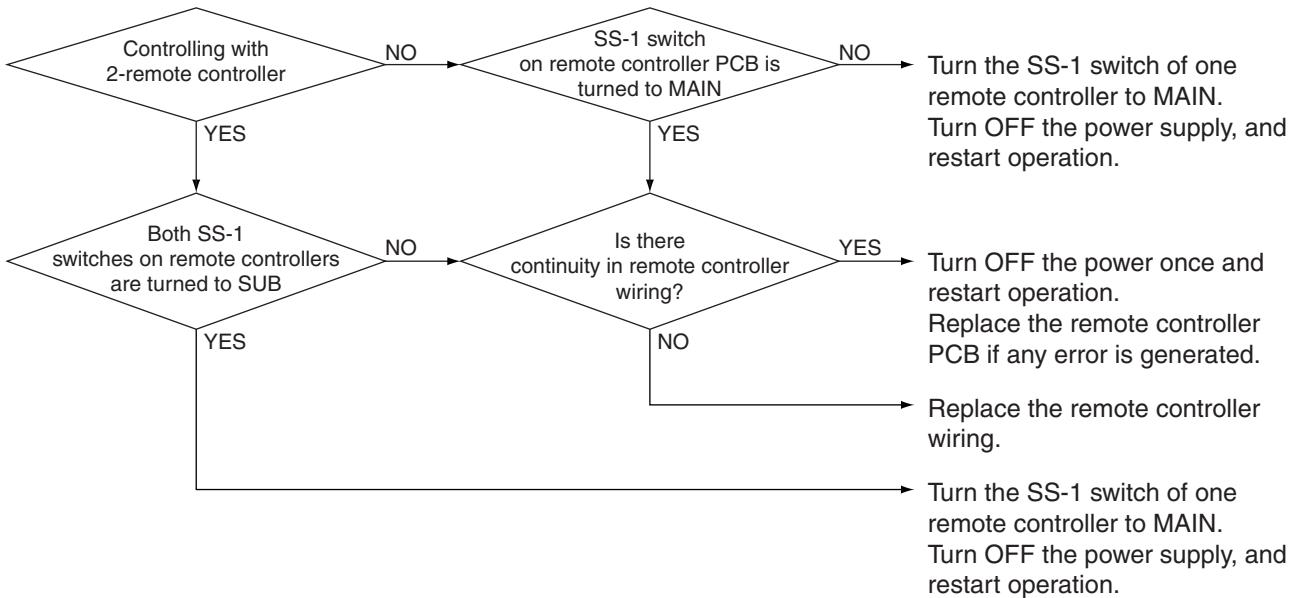 Controlling with
2-remote controller
NO
SS-1 switch
on remote controller PCB is
turned to MAIN
NO
Turn the SS-1 switch of one
remote controller to MAIN.
Turn OFF the power supply, and
restart operation.
YES
YES
Both SS-1
switches on remote controllers
are turned to SUB
NO
Is there
continuity in remote controller
wiring?
YES
Turn OFF the power once and
restart operation.
Replace the remote controller
PCB if any error is generated.
YES
NO
Replace the remote controller
wiring.
Turn the SS-1 switch of one
remote controller to MAIN.
Turn OFF the power supply, and
restart operation.